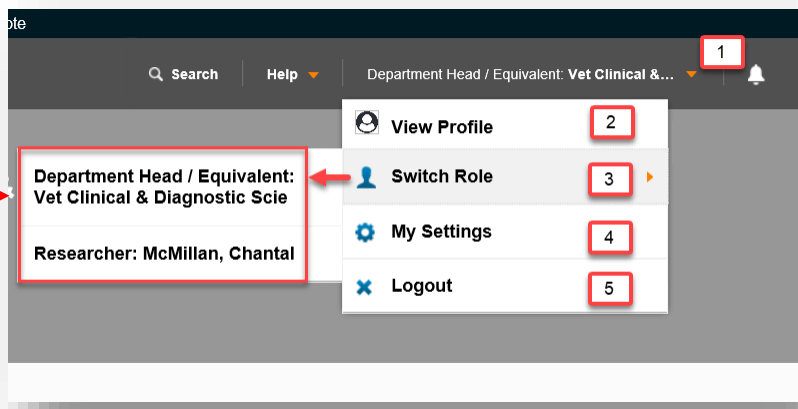 Search
Help
Department Head / Equivalent: Vet Clinical &...
1
View Profile
2
Department Head / Equivalent:
Vet Clinical & Diagnostic Scie
Switch Role
3
My Settings
4
Researcher: McMillan, Chantal
Logout
5